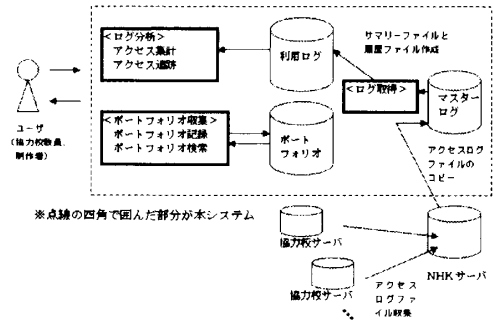 <ログ分析>
アクセス集計
アクセス追跡
利用ログ
サマリーファイルと
履歴ファイル作成
<ログ取得>
マスター
ログ
ユーザ
(協力校教員、
制作者)
<ポートフォリオ収集>
ポートフォリオ記録
ポートフォリオ検索
ポート
フォリオ
アクセスログ
ファイルの
コピー
※点線の四角で囲んだ部分が本システム
協力校サーバ
協力校サーバ
NHKサーバ
アクセス
ログファ
イル収集